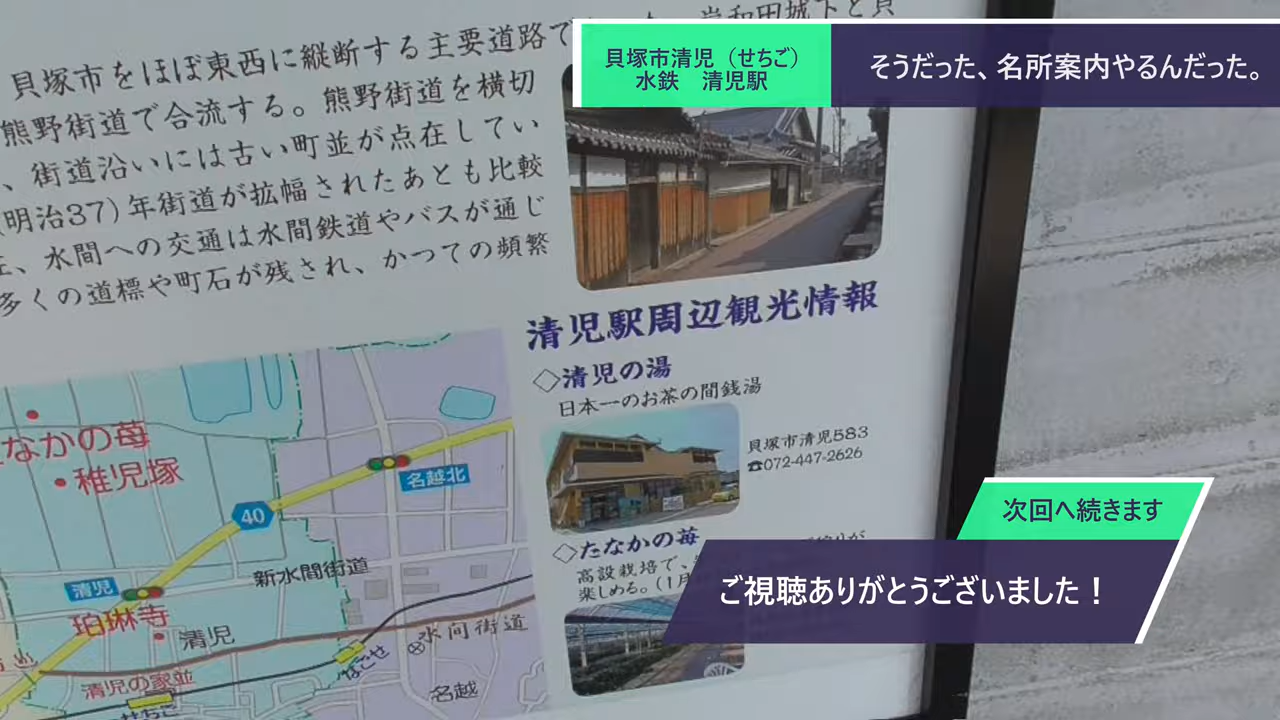 貝塚市をほぼ東西に縦断する主要道路で
岸和田城下と貝
熊野街道で合流する。熊野街道を横切
、街道沿いには古い町並が点在してい
(明治37)年街道が拡幅されたあとも比較
、水間への交通は水間鉄道やバスが通じ
多くの道標や町石が残され、かつての頻繁
貝塚市清児（せちご）
水鉄　清児駅
そうだった、名所案内やるんだった。
清児駅周辺観光情報
◇清児の湯
日本一のお茶の間銭湯
貝塚市清児583
☎072-447-2626
◇たなかの苺
高設栽培で、
楽しめる。(1月
なかの苺
・稚児塚
名越北
40
新水間街道
清児
珀琳寺
清児
水间街道
なごせ
清児の家並
せちご
名越
次回へ続きます
ご視聴ありがとうございました！